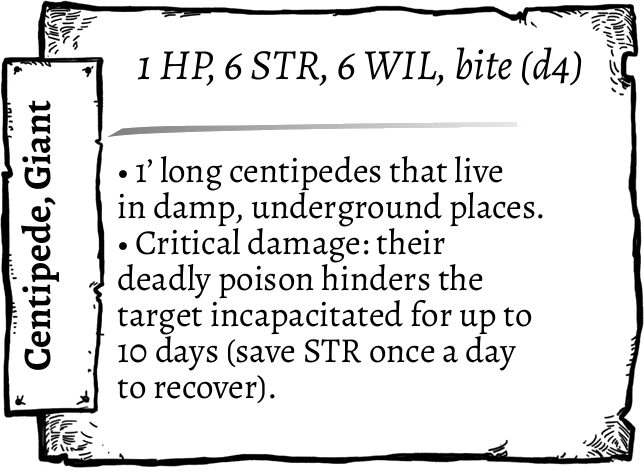 Centipede, Giant
1 HP, 6 STR, 6 WIL, bite (d4)
• 1’ long centipedes that live
in damp, underground places.
• Critical damage: their
deadly poison hinders the
target incapacitated for up to
10 days (save STR once a day
to recover).